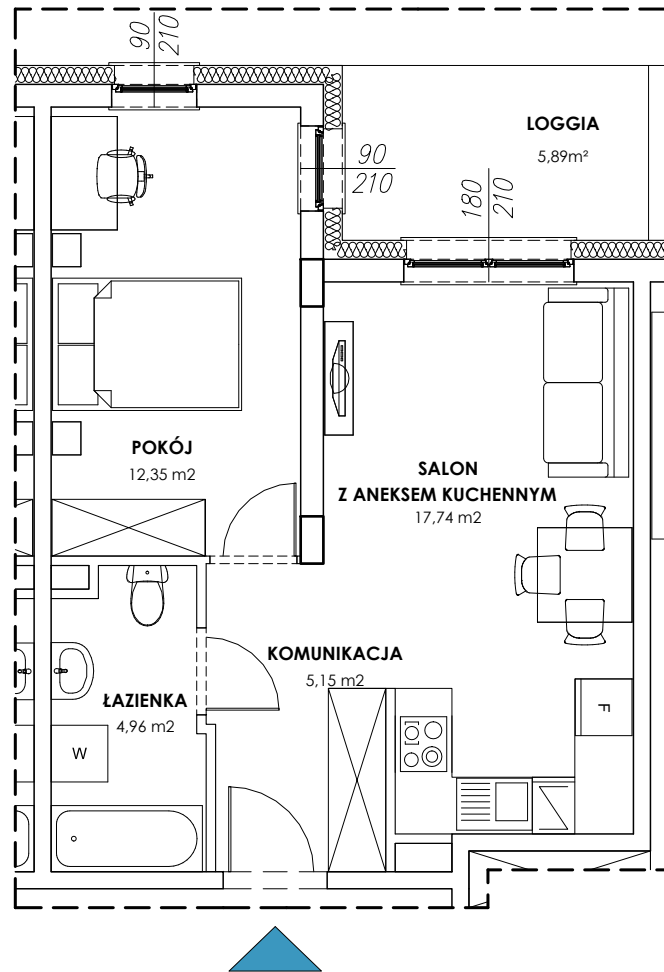 90
210
LOGGIA
5,89m²
90
210
180
210
POKÓJ
12,35 m2
SALON
Z ANEKSEM KUCHENNYM
17,74 m2
KOMUNIKACJA
5,15 m2
ŁAZIENKA
4,96 m2
F
W